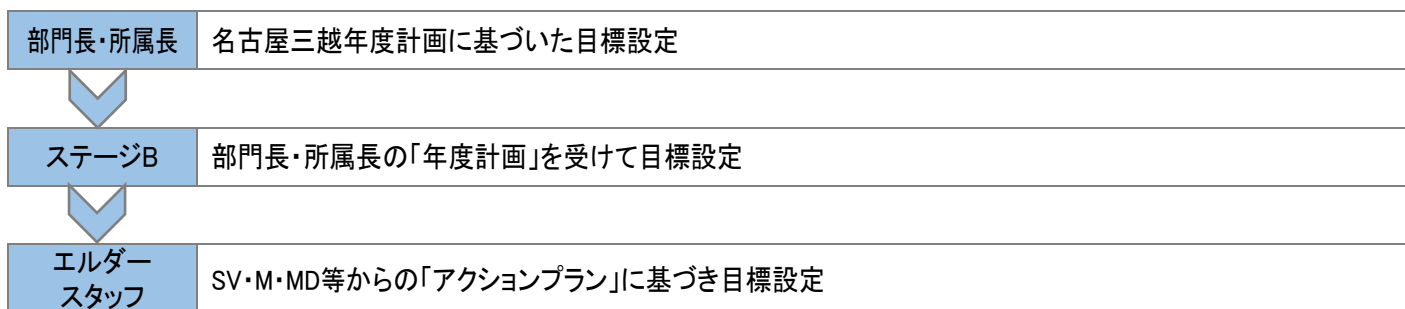 部門長・所属長
名古屋三越年度計画に基づいた目標設定
ステージB
部門長・所属長の「年度計画」を受けて目標設定
エルダー
スタッフ
SV・M・MD等からの「アクションプラン」に基づき目標設定